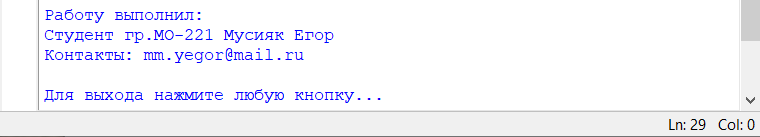 Работу выполнил:
Студент гр.МО-221 Мусияк Егор
Контакты: mm.yegor@mail.ru
Для выхода нажмите любую кнопку...
Ln: 29 Col: 0